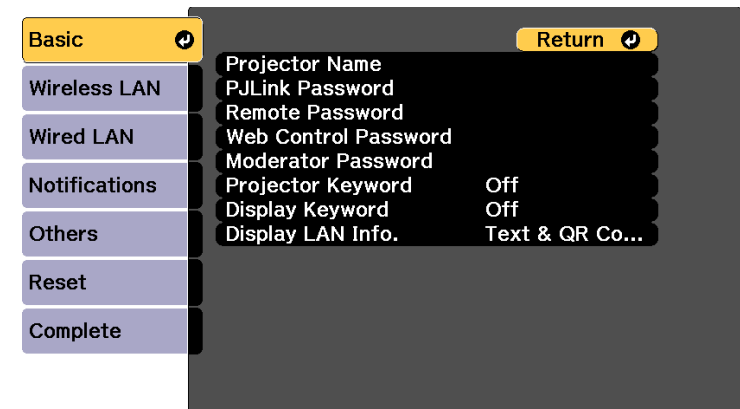 Basic
Wireless LAN
Wired LAN
Notifications
Others
Reset
Complete
Return
Projector Name
PJLink Password
Remote Password
Web Control Password
Moderator Password
Projector Keyword Off
Display Keyword Off
Display LAN Info. Text & QR Co...